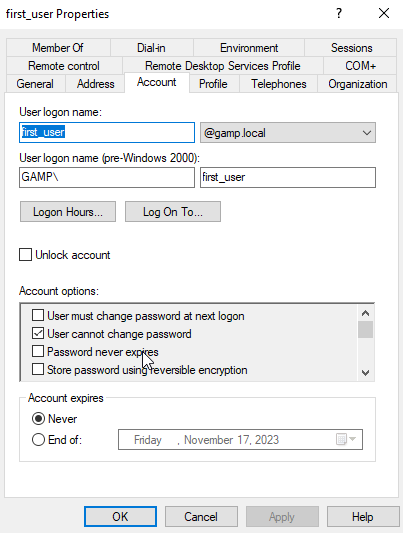 first_user Properties
Member Of Dial-in Environment Sessions
Remote control Remote Desktop Services Profile COM+
General Address Account Profile Telephones Organization
User logon name:
first_user @gamp.local
User logon name (pre-Windows 2000):
GAMP\ first_user
Logon Hours... Log On To...
Unlock account
Account options:
User must change password at next logon
User cannot change password
Password never expires
Store password using reversible encryption
Account expires
Never
End of: Friday , November 17, 2023
OK Cancel Apply Help